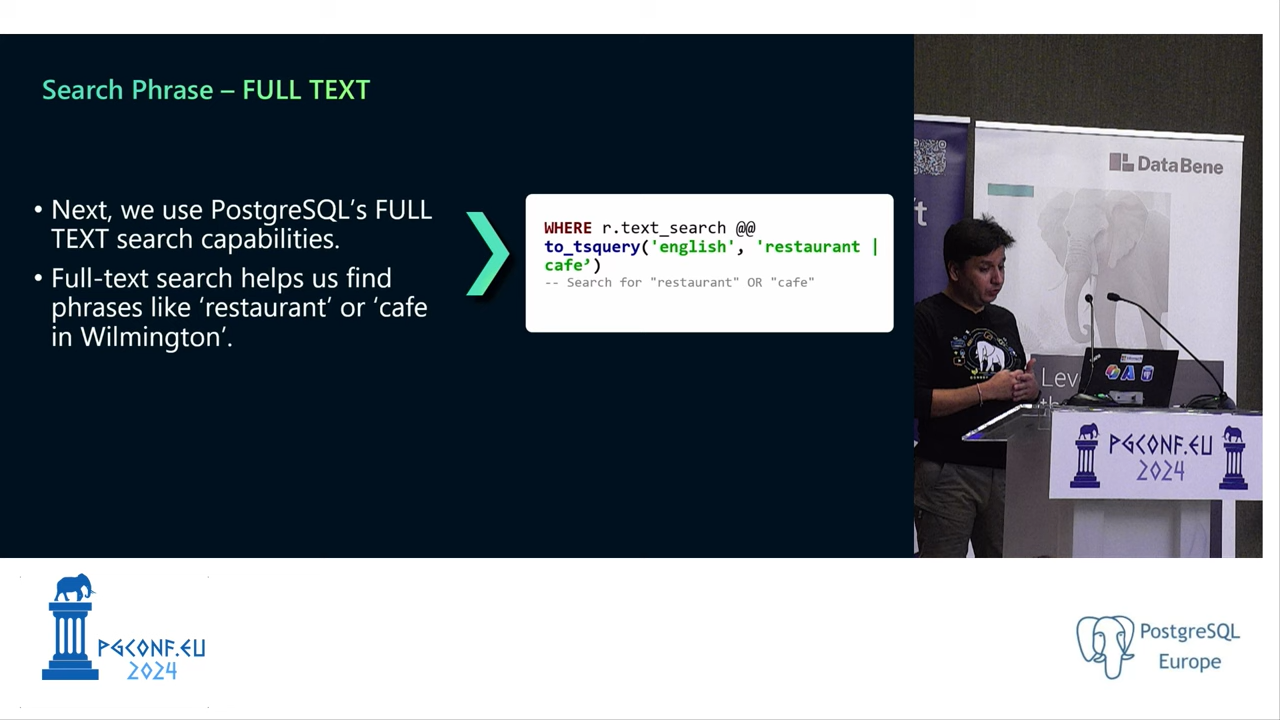 Search Phrase – FULL TEXT
• Next, we use PostgreSQL’s FULL
TEXT search capabilities.
• Full-text search helps us find
phrases like ‘restaurant’ or ‘cafe
in Wilmington’.
WHERE r.text_search @@
to_tsquery('english', 'restaurant |
cafe’)
-- Search for "restaurant" OR "cafe"
DataBene
Lev
PGCONF.EU
2024
PGCONF.EU
2024
PostgreSQL
Europe